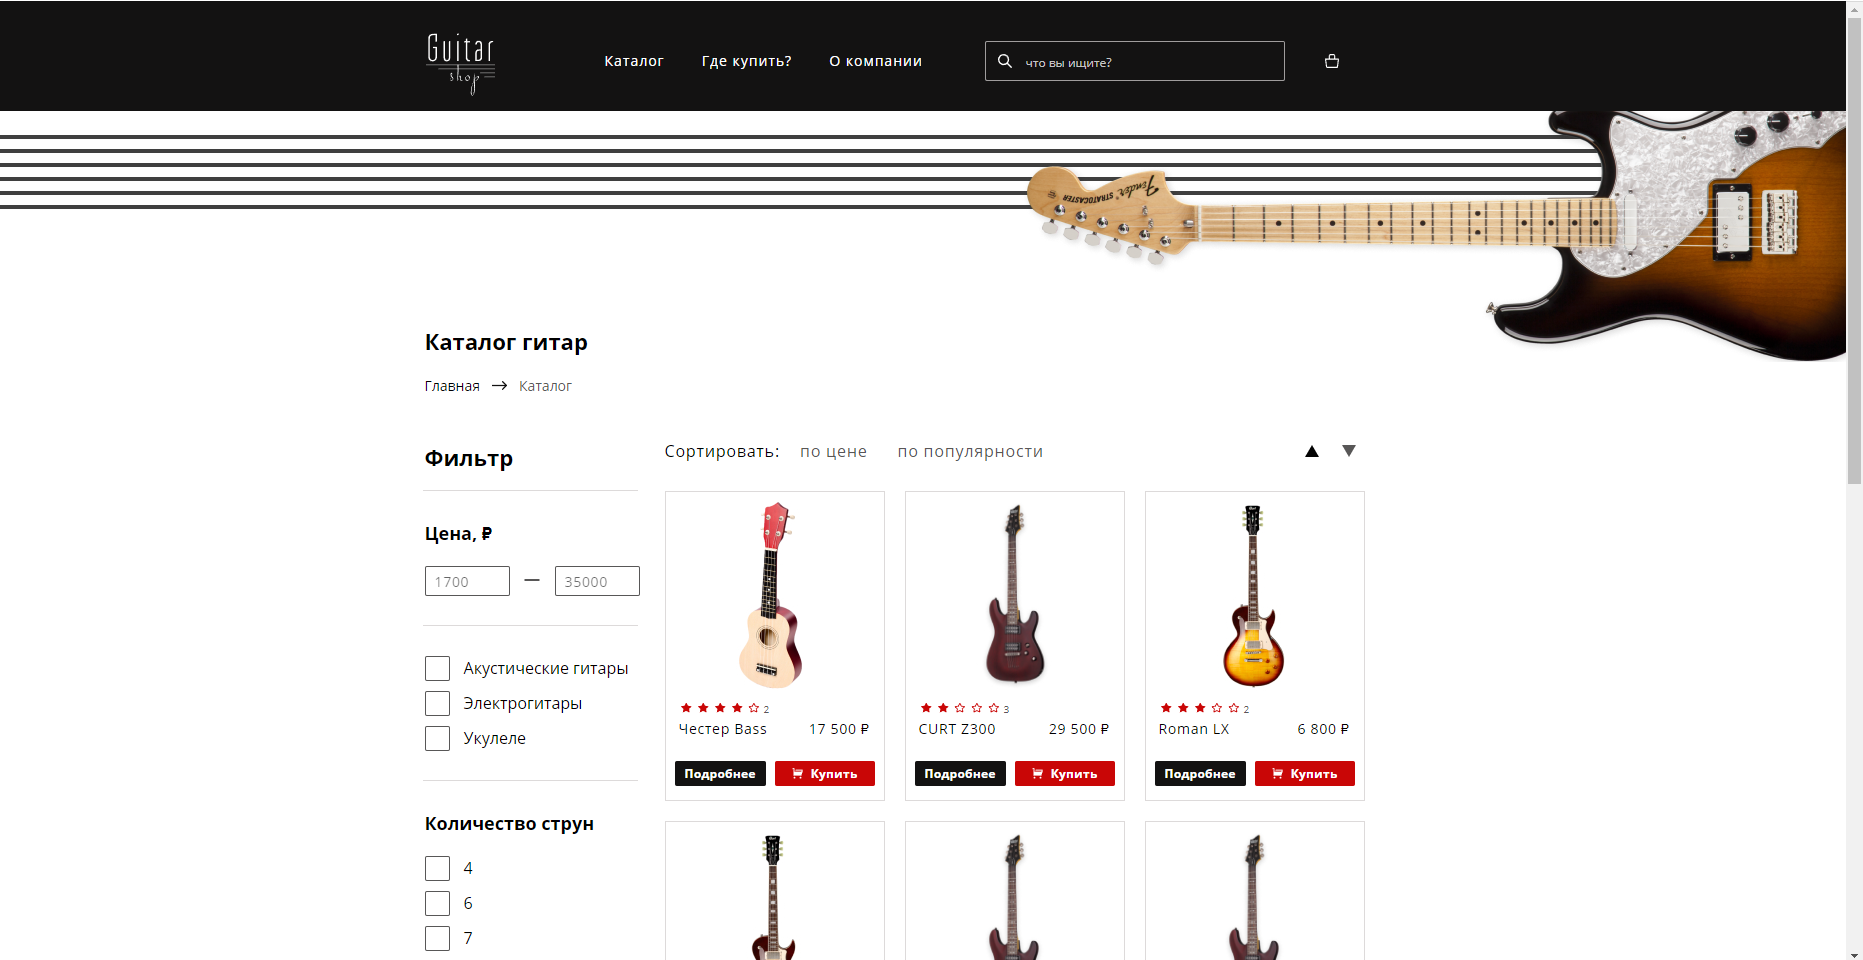 Guitar
shop
Каталог Где купить? О компании что вы ищите?
Fender STRATOCASTER
Каталог гитар
Главная → Каталог
Фильтр
Сортировать: по цене по популярности
Цена, ₽
1700 — 35000
Акустические гитары
Электрогитары
Укулеле
Количество струн
4
6
7
2
Честер Bass 17 500 ₽
Подробнее Купить
3
CURT Z300 29 500 ₽
Подробнее Купить
2
Roman LX 6 800 ₽
Подробнее Купить